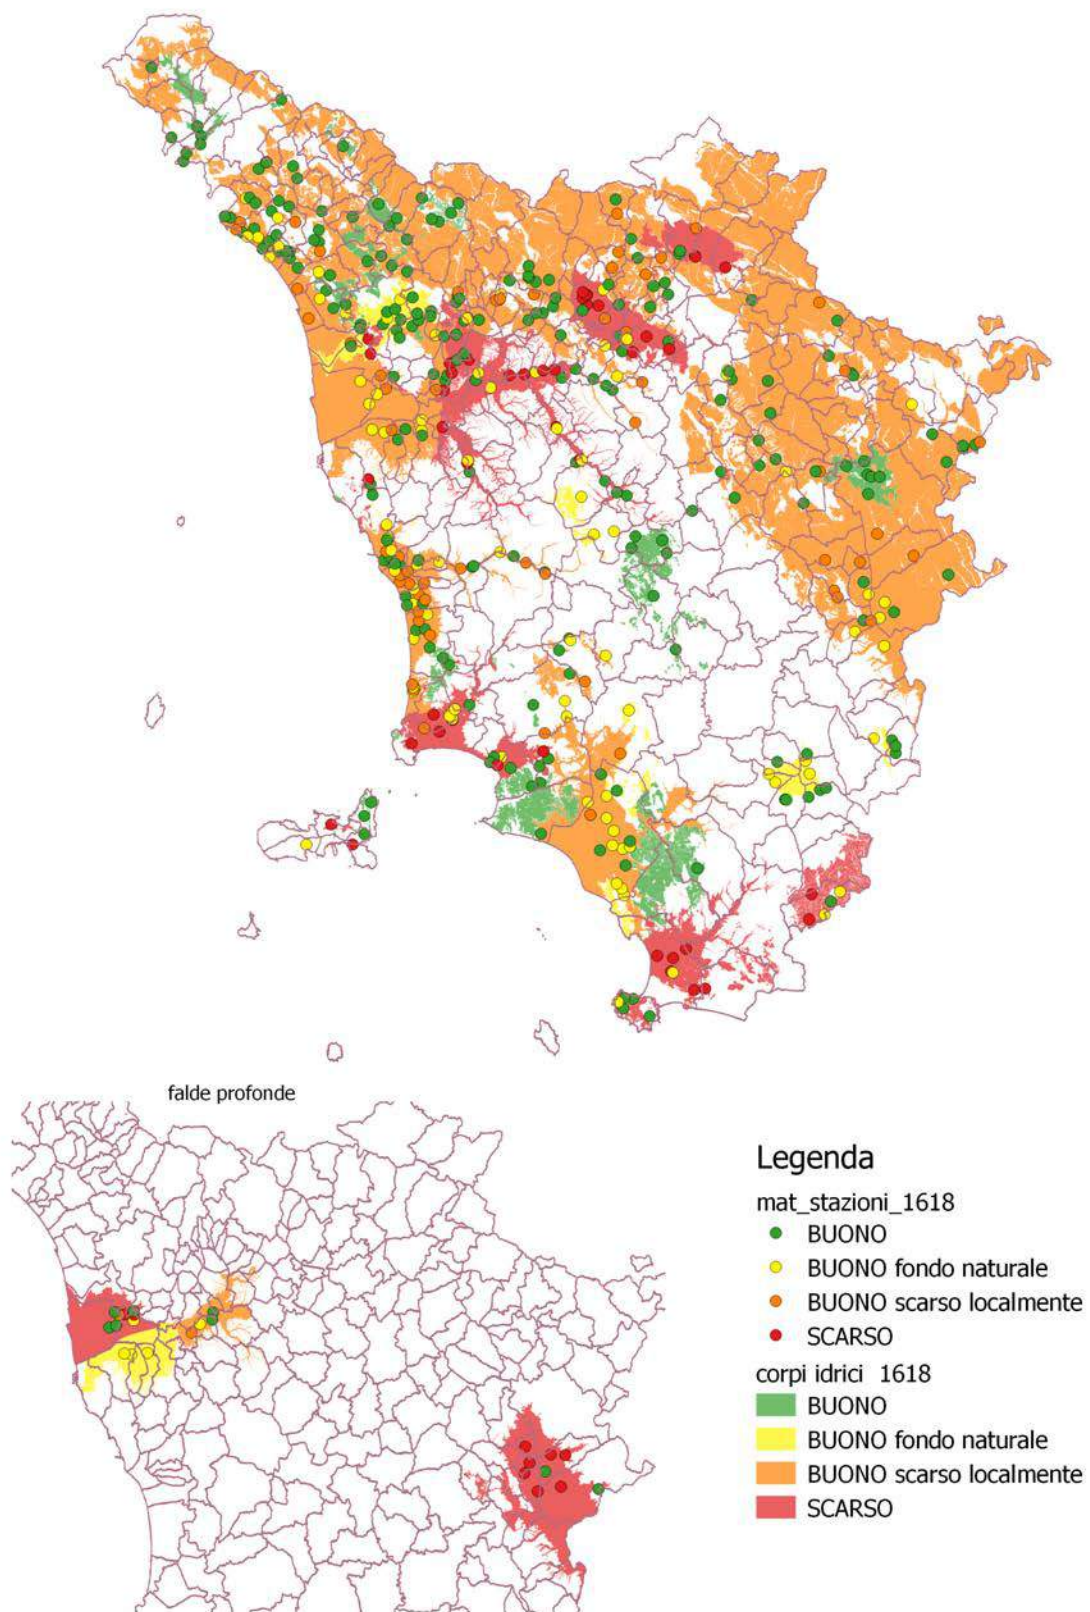 falde profonde
Legenda
mat_stazioni_1618
BUONO
BUONO fondo naturale
BUONO scarso localmente
SCARSO
corpi idrici 1618
BUONO
BUONO fondo naturale
BUONO scarso localmente
SCARSO